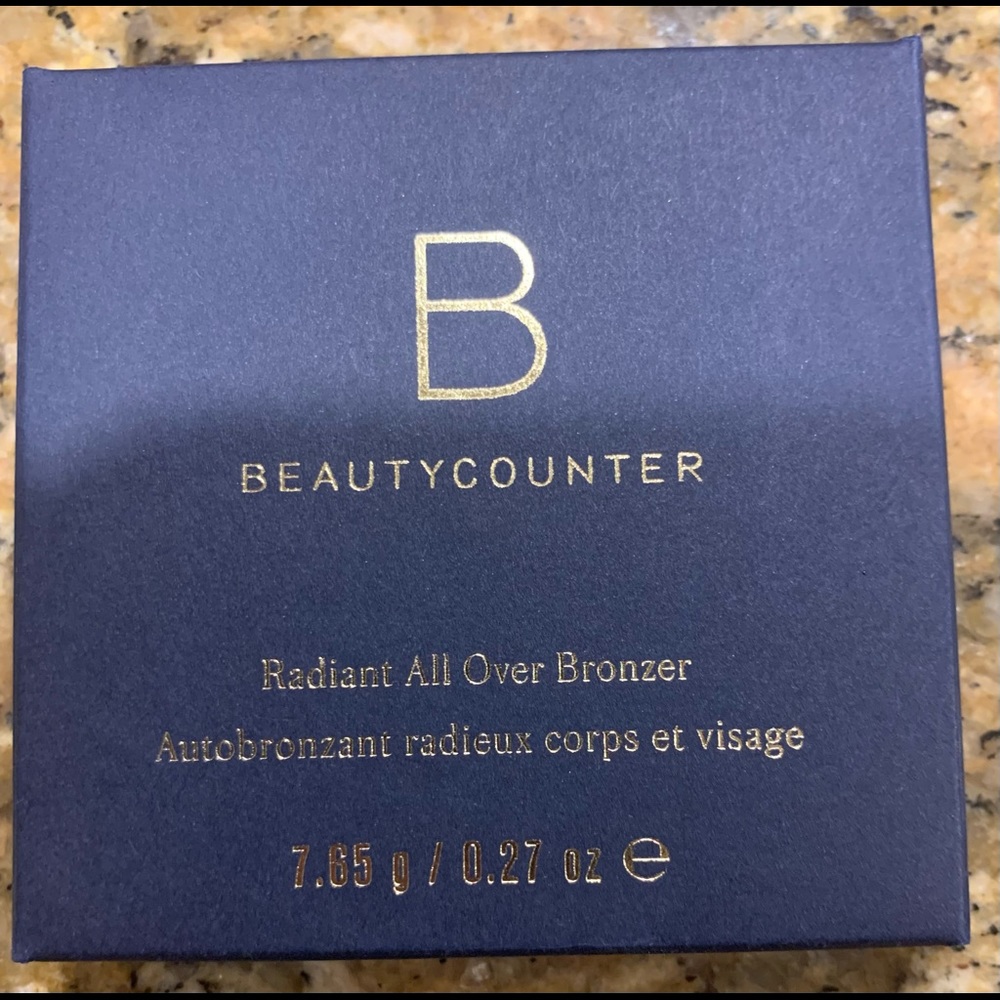 B
BEAUTYCOUNTER
Radiant All Over Bronzer
Autobronzant radieux corps et visage
7.65 g / 0.27 oz ℮